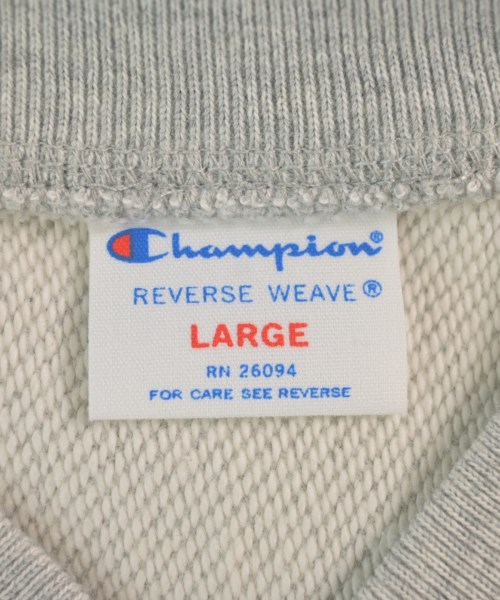 Champion®
REVERSE WEAVE®
LARGE
RN 26094
FOR CARE SEE REVERSE